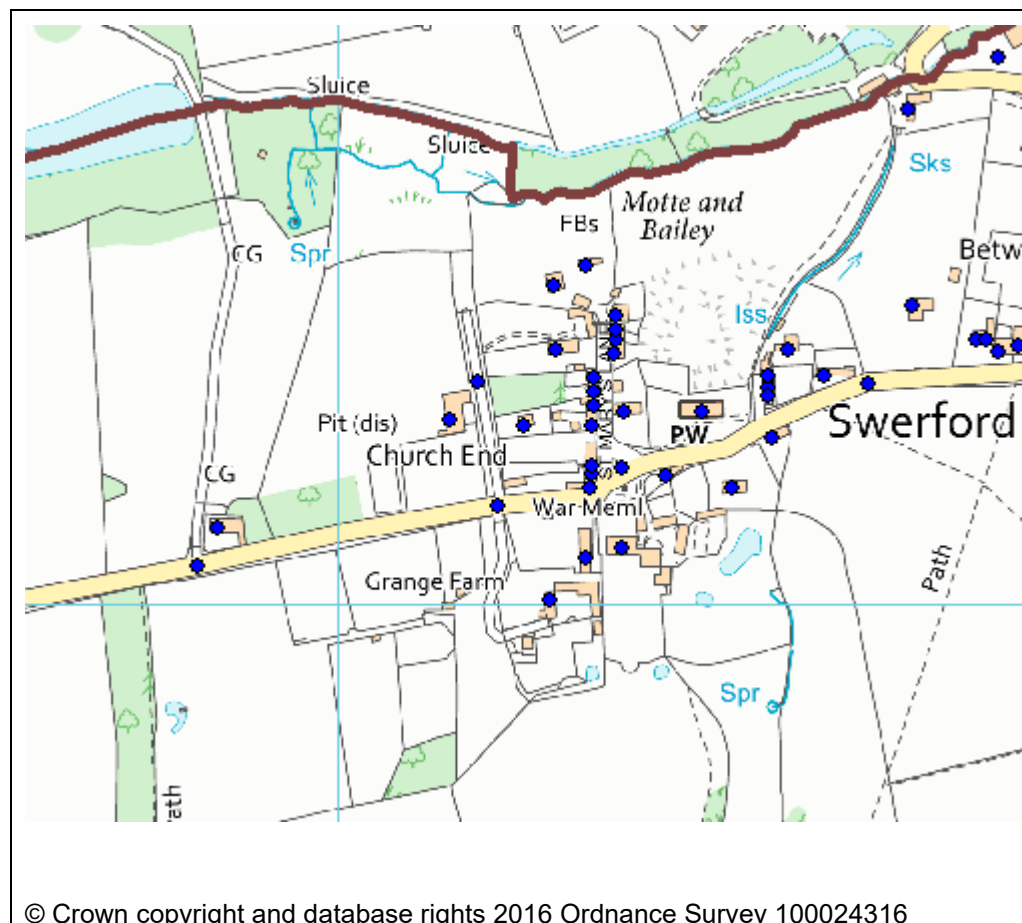 Sluice
Sluice
Sks
Motte and
Bailey
FBs
CG
Spr
Betw
Iss
Pit (dis)
Swerford
PW
Church End
CG
War Meml
Grange Farm
Path
Spr
ath
© Crown copyright and database rights 2016 Ordnance Survey 100024316